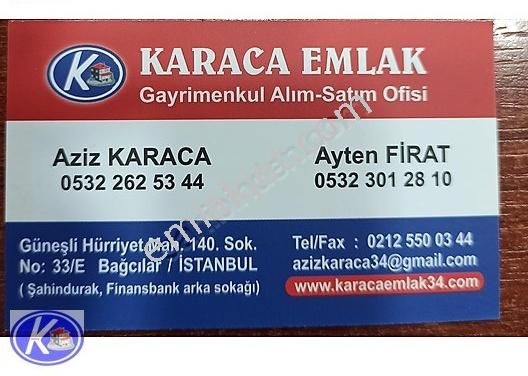 K
KARACA EMLAK
Gayrimenkul Alım-Satım Ofisi
Aziz KARACA
0532 262 53 44
Ayten FİRAT
0532 301 28 10
Güneşli Hürriyet Mah. 140. Sok.
No: 33/E Bağcılar / İSTANBUL
( Şahindurak, Finansbank arka sokağı)
Tel/Fax : 0212 550 03 44
azizkaraca34@gmail.com
www.karacaemlak34.com
K